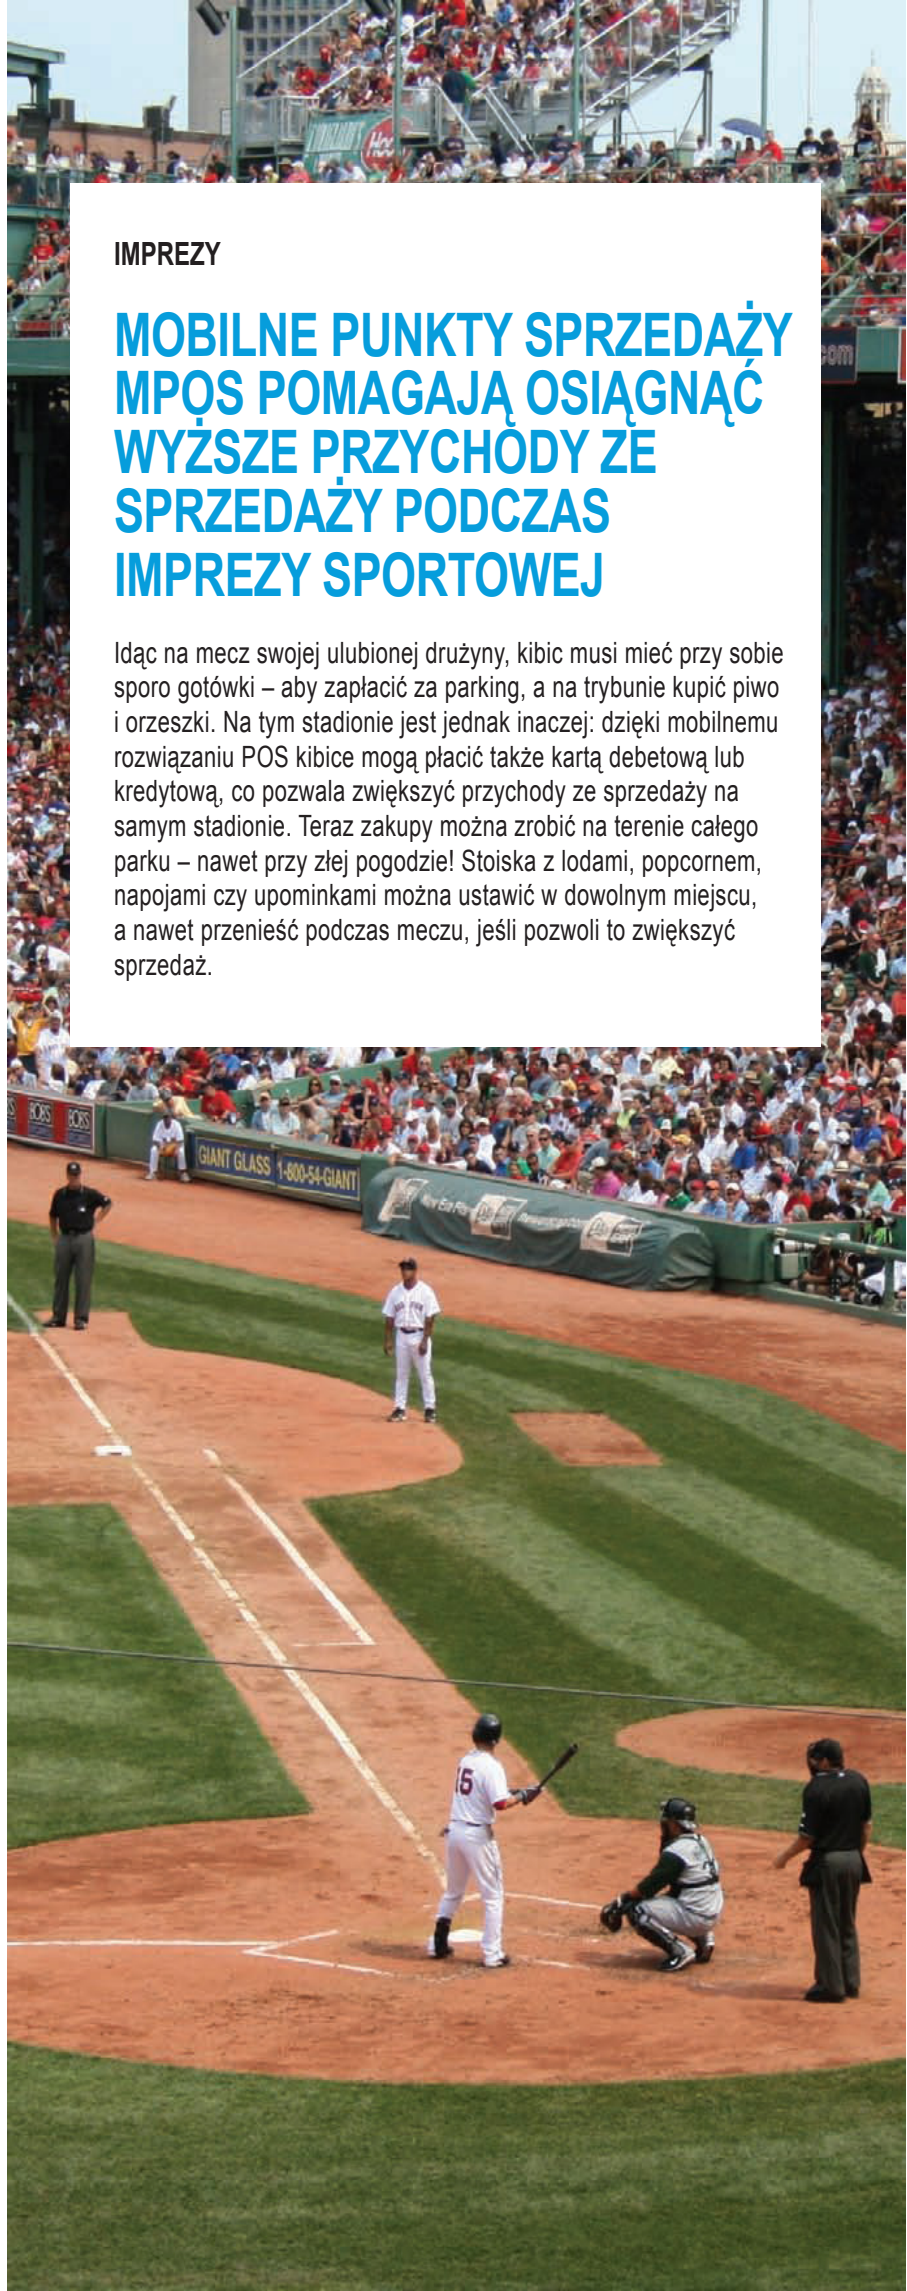 IMPREZY
MOBILNE PUNKTY SPRZEDAŻY
MPOS POMAGAJĄ OSIĄGNĄĆ
WYŻSZE PRZYCHODY ZE
SPRZEDAŻY PODCZAS
IMPREZY SPORTOWEJ
Idąc na mecz swojej ulubionej drużyny, kibic musi mieć przy sobie
sporo gotówki – aby zapłacić za parking, a na trybunie kupić piwo
i orzeszki. Na tym stadionie jest jednak inaczej: dzięki mobilnemu
rozwiązaniu POS kibice mogą płacić także kartą debetową lub
kredytową, co pozwala zwiększyć przychody ze sprzedaży na
samym stadionie. Teraz zakupy można zrobić na terenie całego
parku – nawet przy złej pogodzie! Stoiska z lodami, popcornem,
napojami czy upominkami można ustawić w dowolnym miejscu,
a nawet przenieść podczas meczu, jeśli pozwoli to zwiększyć
sprzedaż.
.com
BOB'S BOB'S
GIANT GLASS 1-800-54-GIANT
15